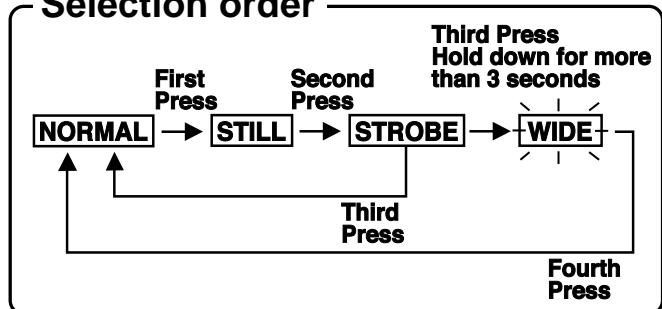 Selection order
Third Press
Hold down for more
than 3 seconds
First
Press
Second
Press
NORMAL
STILL
STROBE
WIDE
Third
Press
Fourth
Press